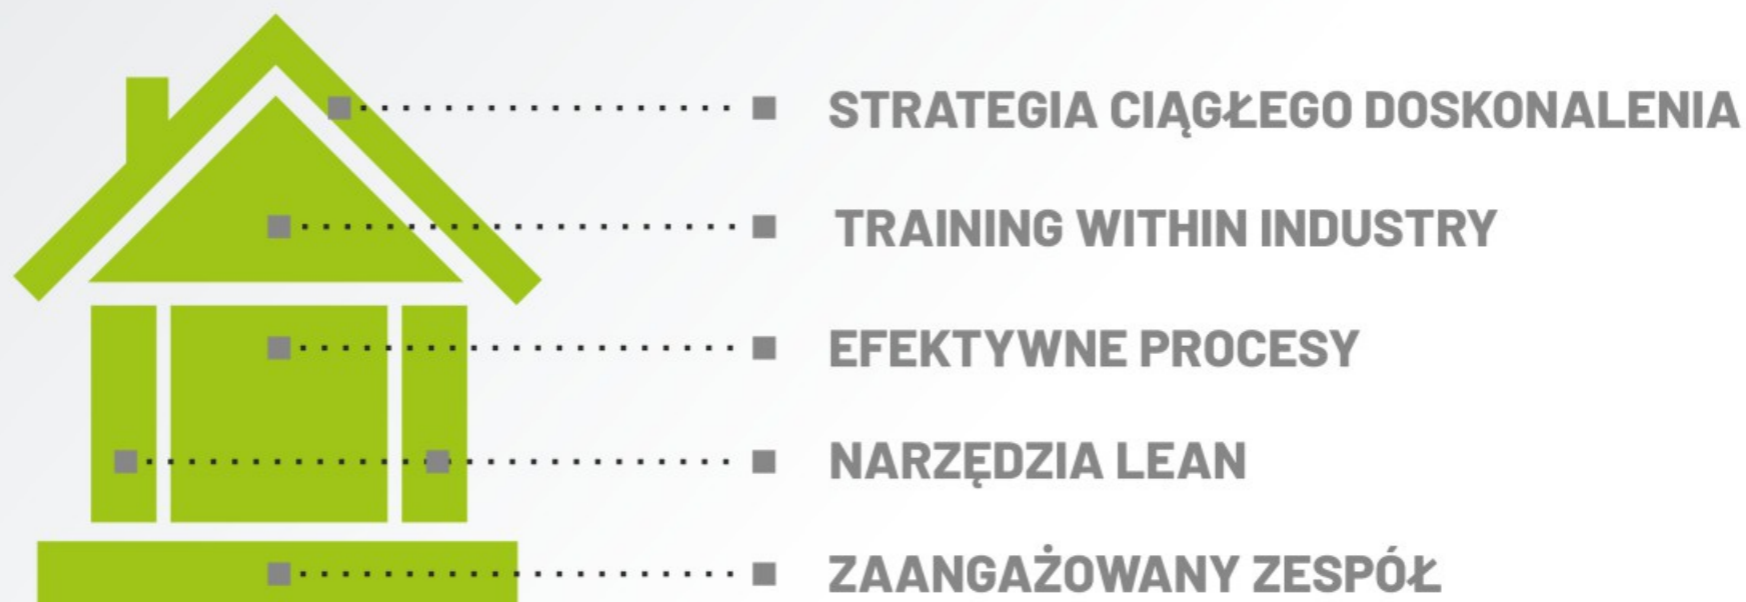 STRATEGIA CIĄGŁEGO DOSKONALENIA
TRAINING WITHIN INDUSTRY
EFEKTYWNE PROCESY
NARZĘDZIA LEAN
ZAANGAŻOWANY ZESPÓŁ